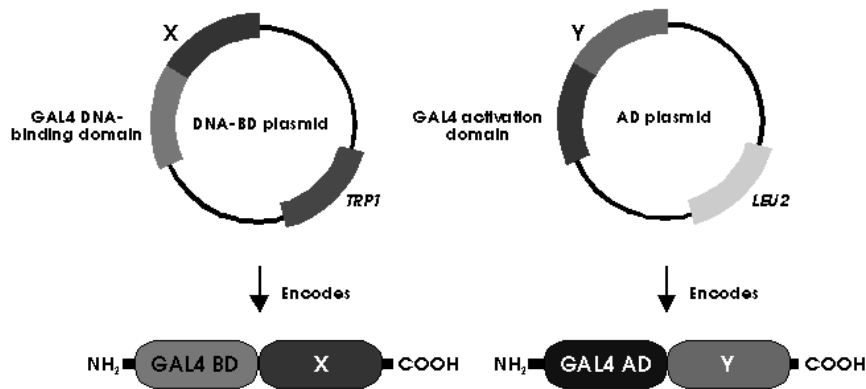 X
GAL4 DNA-
binding domain
DNA-BD plasmid
TRP1
Encodes
NH2
GAL4 BD
X
COOH
Y
GAL4 activation
domain
AD plasmid
LEU2
Encodes
NH2
GAL4 AD
Y
COOH